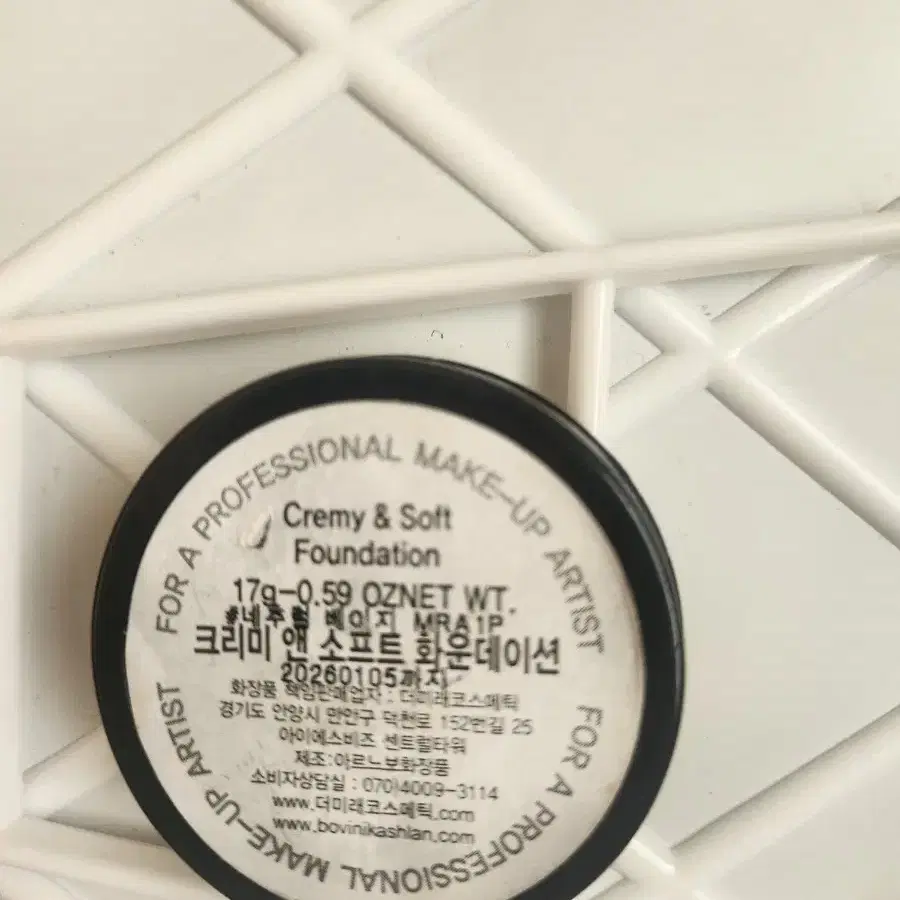 FOR A PROFESSIONAL MAKE-UP ARTIST
FOR A PROFESSIONAL MAKE-UP ARTIST
Cremy & Soft
Foundation
17g-0.59 OZNET WT.
#네추럴 베이지 MRA1P
크리미 앤 소프트 화운데이션
20260105까지
화장품 책임판매업자 : 더미래코스메틱
경기도 안양시 만안구 덕천로 152번길 25
아이에스비즈 센트럴타워
제조:아르느보화장품
소비자상담실 : 070)4009-3114
www.더미래코스메틱.com
www.bovinikashlan.com